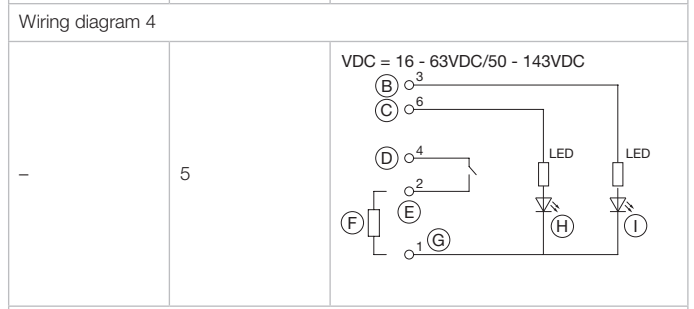 Wiring diagram 4
–
5
VDC = 16 - 63VDC/50 - 143VDC
B 3
C 6
D 4
LED LED
2
E
F
H I
1 G